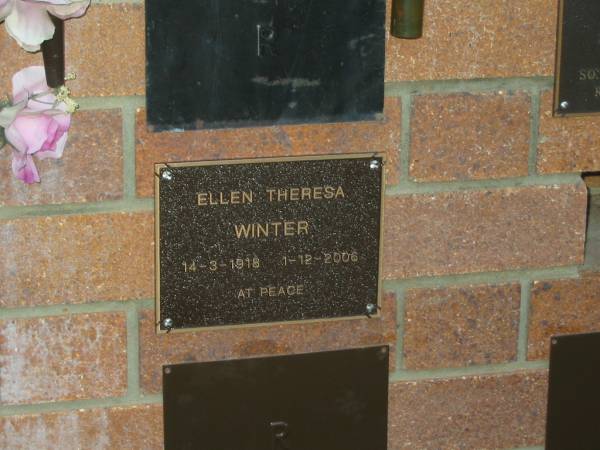 R
ELLEN THERESA
WINTER
14-3-1918 1-12-2006
AT PEACE
R